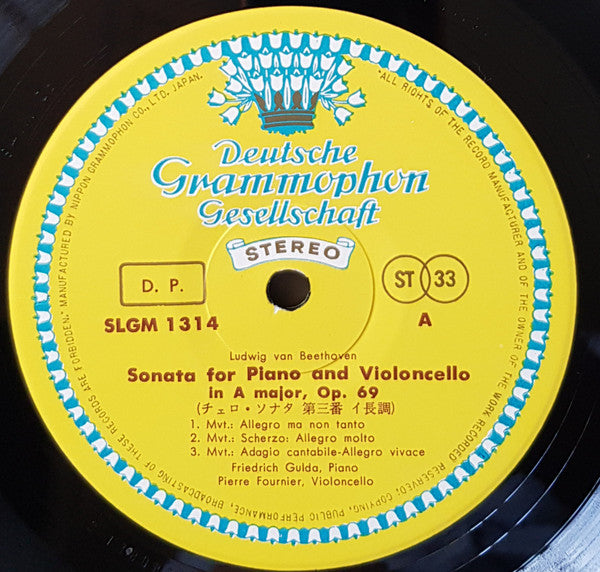 Deutsche
Grammophon
Gesellschaft
STEREO
D. P.
ST 33
SLGM 1314
A
Ludwig van Beethoven
Sonata for Piano and Violoncello
in A major, Op. 69
(チェロ・ソナタ 第三番 イ長調)
1. Mvt.: Allegro ma non tanto
2. Mvt.: Scherzo: Allegro molto
3. Mvt.: Adagio cantabile-Allegro vivace
Friedrich Gulda, Piano
Pierre Fournier, Violoncello
"ALL RIGHTS OF THE RECORD MANUFACTURER AND OF THE OWNER OF THE WORK RECORDED RESERVED. COPYING, PUBLIC PERFORMANCE, BROADCASTING OF THESE RECORDS ARE FORBIDDEN." MANUFACTURED BY NIPPON GRAMMOPHON CO., LTD. JAPAN.